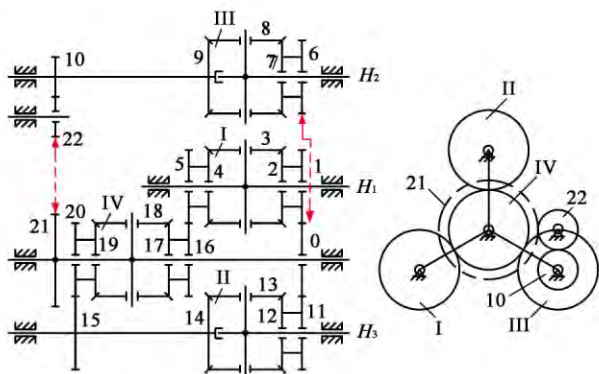 III 8
10 9 7 6 H₂
22 I 3
5 4 2 1 H₁
21 20 IV 18
19 17 16 0
II 13
15 14 12 11 H₃
II
21 IV 22
I 10 III